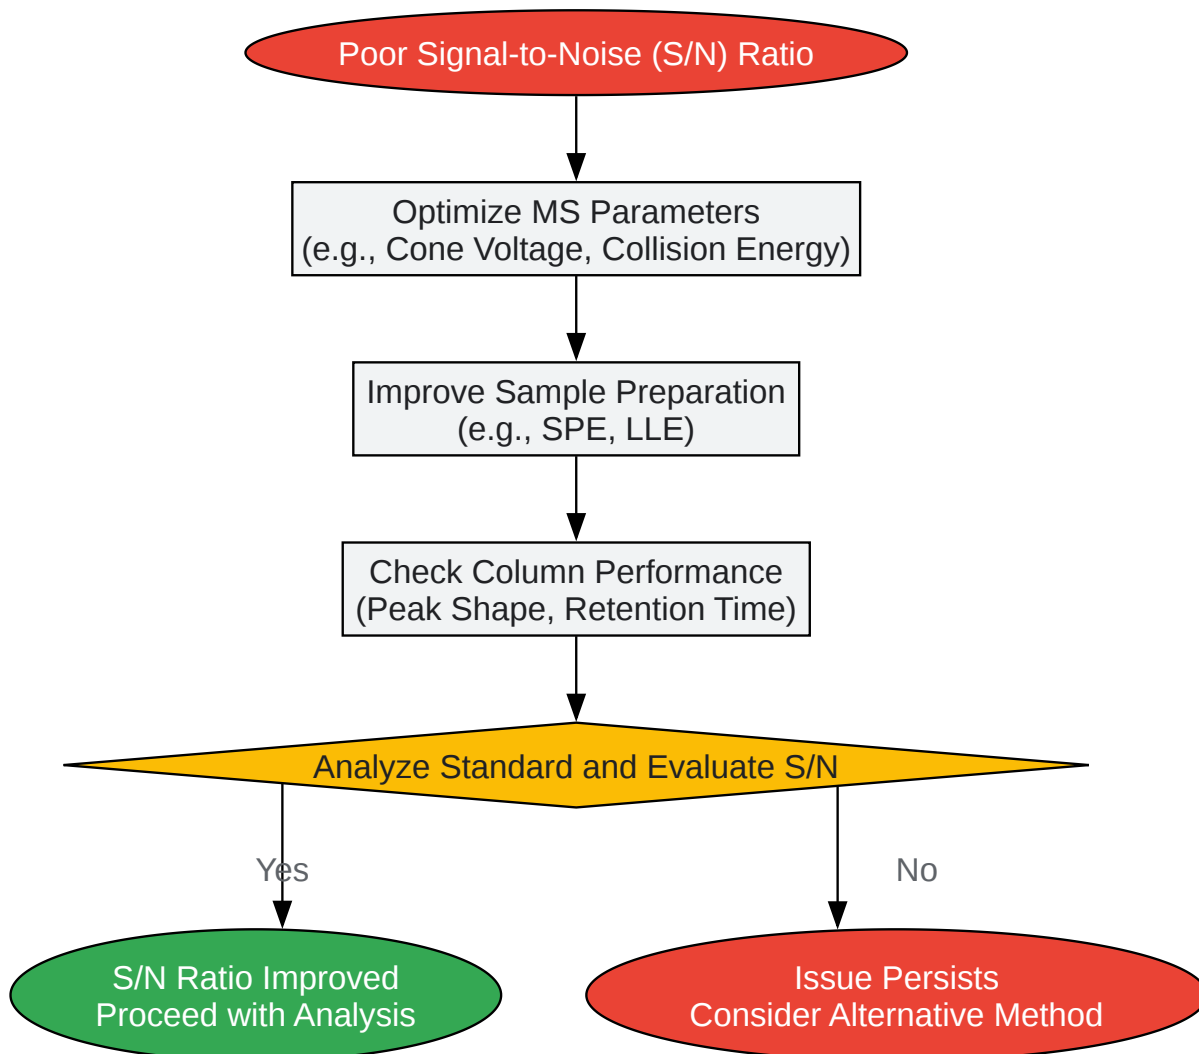 Poor Signal-to-Noise (S/N) Ratio
Optimize MS Parameters
(e.g., Cone Voltage, Collision Energy)
Improve Sample Preparation
(e.g., SPE, LLE)
Check Column Performance
(Peak Shape, Retention Time)
Analyze Standard and Evaluate S/N
Yes
No
S/N Ratio Improved
Proceed with Analysis
Issue Persists
Consider Alternative Method